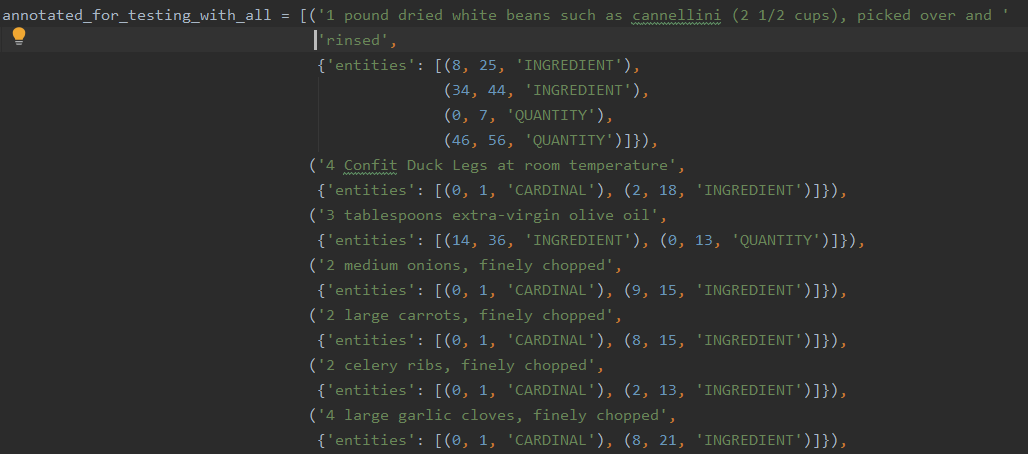 annotated_for_testing_with_all = [('1 pound dried white beans such as cannellini (2 1/2 cups), picked over and '
'rinsed',
{'entities': [(8, 25, 'INGREDIENT'),
(34, 44, 'INGREDIENT'),
(0, 7, 'QUANTITY'),
(46, 56, 'QUANTITY')]}),
('4 Confit Duck Legs at room temperature',
{'entities': [(0, 1, 'CARDINAL'), (2, 18, 'INGREDIENT')]}),
('3 tablespoons extra-virgin olive oil',
{'entities': [(14, 36, 'INGREDIENT'), (0, 13, 'QUANTITY')]}),
('2 medium onions, finely chopped',
{'entities': [(0, 1, 'CARDINAL'), (9, 15, 'INGREDIENT')]}),
('2 large carrots, finely chopped',
{'entities': [(0, 1, 'CARDINAL'), (8, 15, 'INGREDIENT')]}),
('2 celery ribs, finely chopped',
{'entities': [(0, 1, 'CARDINAL'), (2, 13, 'INGREDIENT')]}),
('4 large garlic cloves, finely chopped',
{'entities': [(0, 1, 'CARDINAL'), (8, 21, 'INGREDIENT')]}),